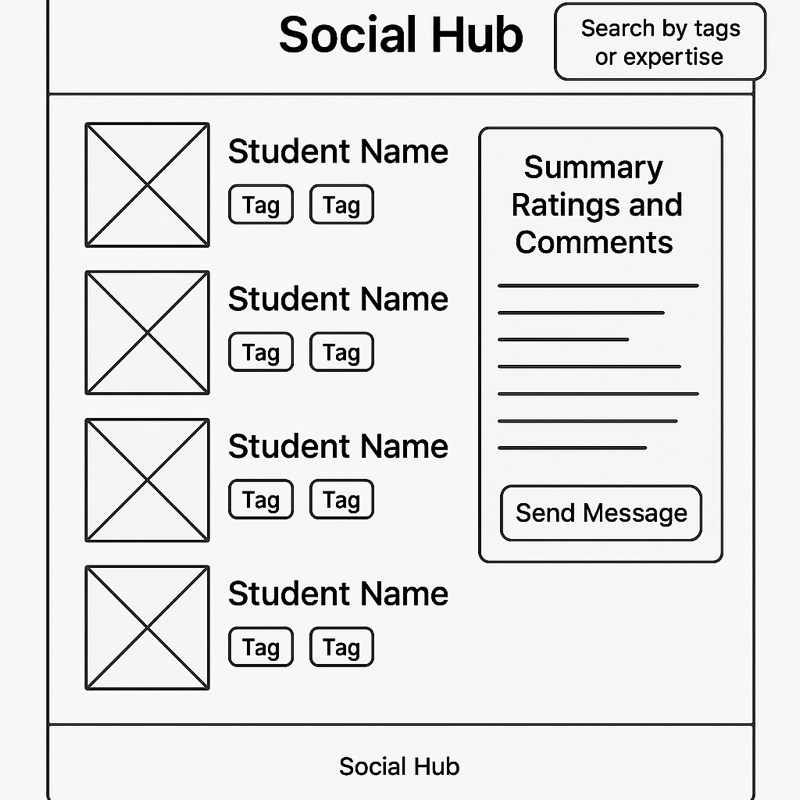 Social Hub
Search by tags
or expertise
Student Name
Tag Tag
Student Name
Tag Tag
Student Name
Tag Tag
Student Name
Tag Tag
Summary
Ratings and
Comments
Send Message
Social Hub